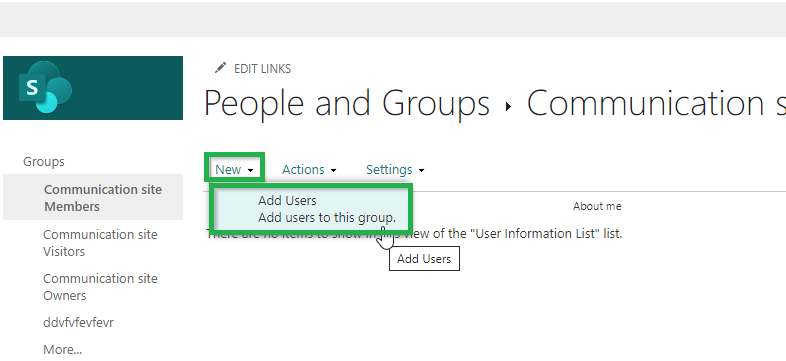 S
EDIT LINKS
People and Groups ▸ Communication s
Groups
Communication site
Members
Communication site
Visitors
Communication site
Owners
ddvfvfevfevr
More...
New Actions Settings
Add Users
Add users to this group.
About me
There are no items to show in this view of the "User Information List" list.
Add Users